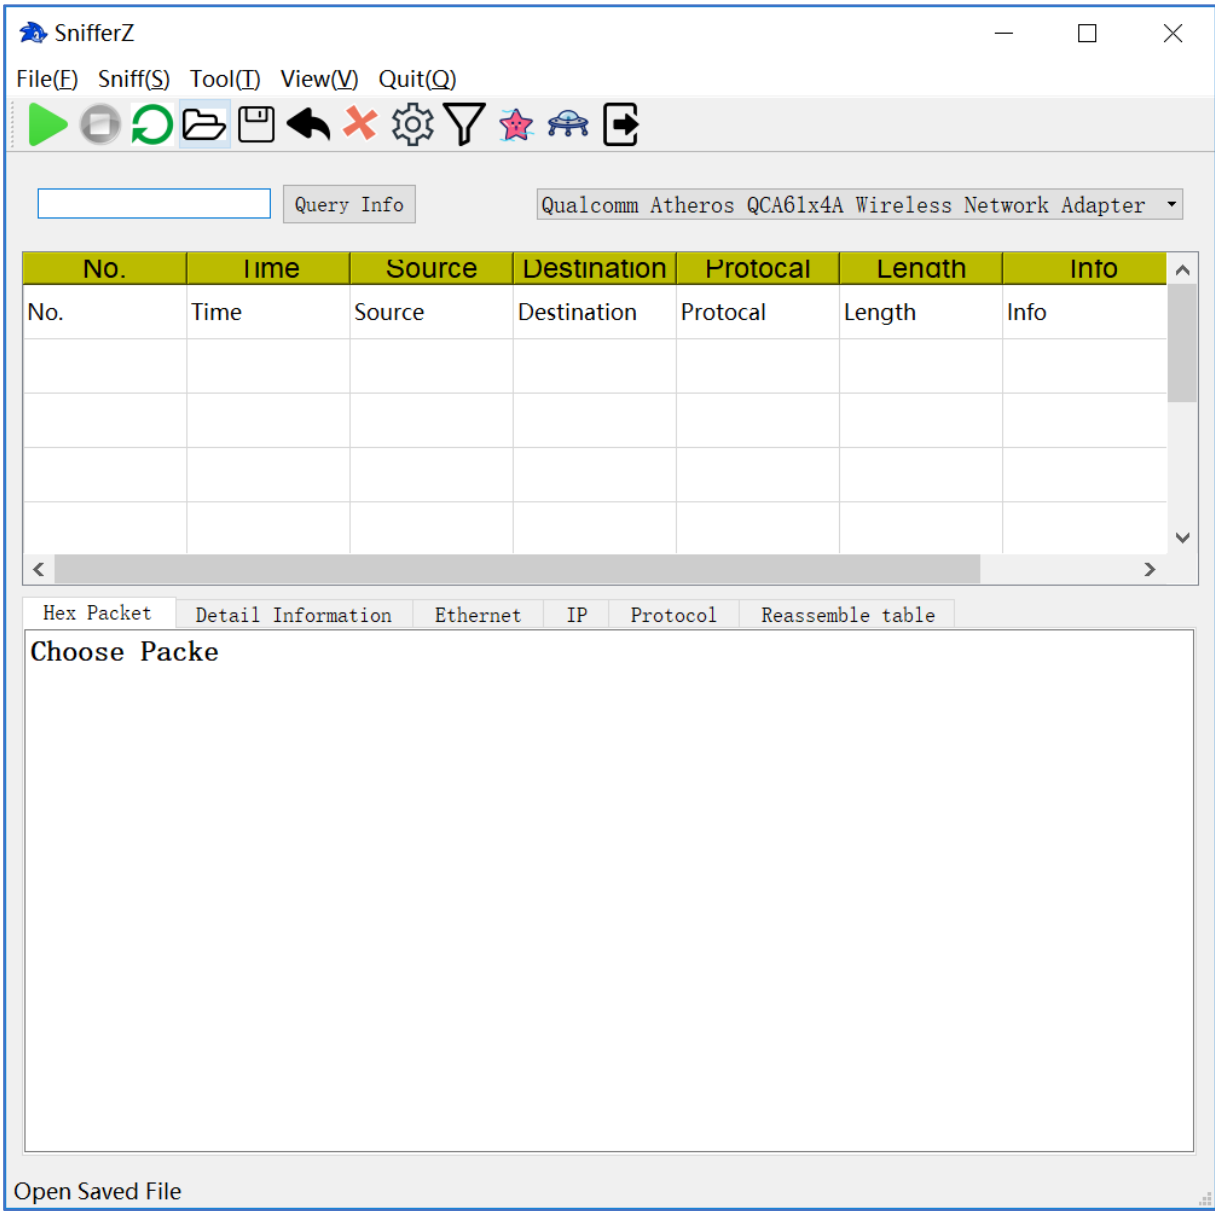 SnifferZ
File(F) Sniff(S) Tool(T) View(V) Quit(Q)
Query Info Qualcomm Atheros QCA61x4A Wireless Network Adapter
No. Time Source Destination Protocal Length Info
No. Time Source Destination Protocal Length Info
Hex Packet Detail Information Ethernet IP Protocol Reassemble table
Choose Packe
Open Saved File